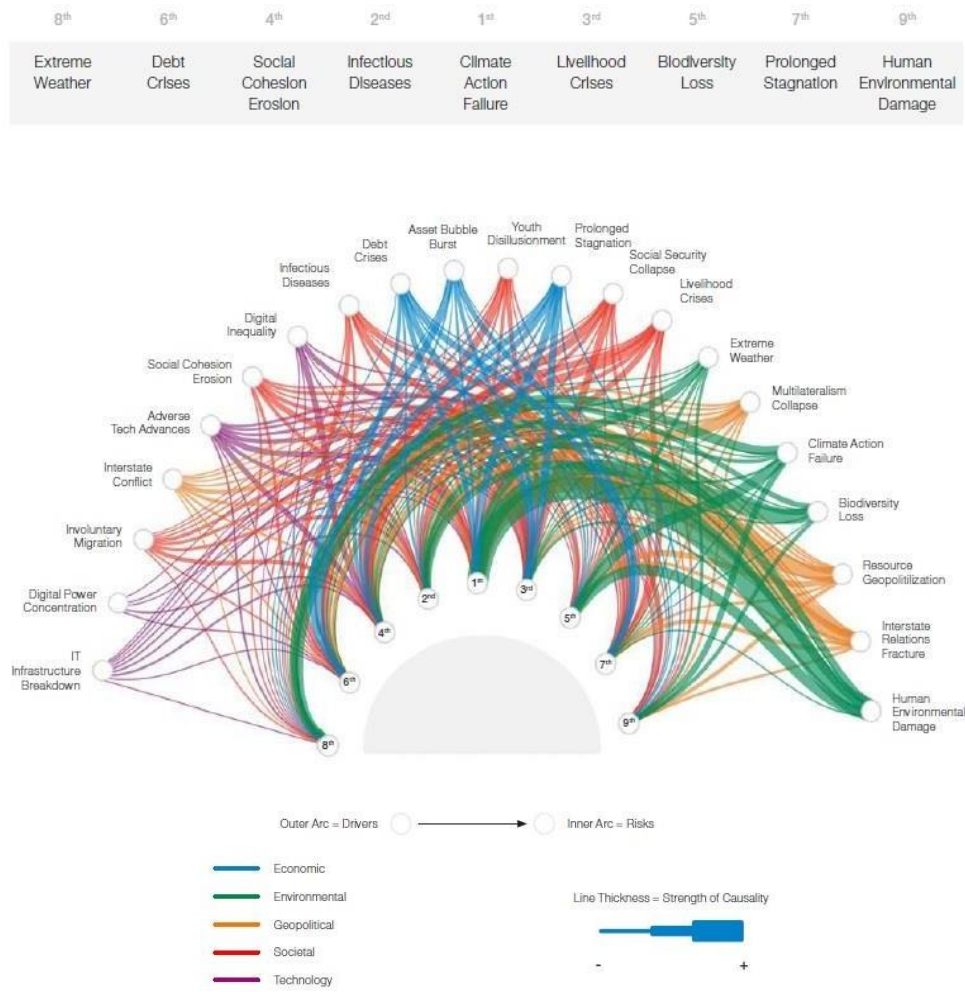 8th 6th 4th 2nd 1st 3rd 5th 7th 9th
Extreme Weather
Debt Crises
Social Cohesion Erosion
Infectious Diseases
Climate Action Failure
Livelihood Crises
Biodiversity Loss
Prolonged Stagnation
Human Environmental Damage
Asset Bubble
Burst
Youth
Disillusionment
Prolonged
Stagnation
Debt
Crises
Social Security
Collapse
Infectious
Diseases
Livelihood
Crises
Digital
Inequality
Extreme
Weather
Social Cohesion
Erosion
Multilateralism
Collapse
Adverse
Tech Advances
Climate Action
Failure
Interstate
Conflict
Biodiversity
Loss
Involuntary
Migration
Resource
Geopolitilization
Digital Power
Concentration
Interstate
Relations
Fracture
IT
Infrastructure
Breakdown
Human
Environmental
Damage
8th
6th
4th
2nd
1st
3rd
5th
7th
9th
Outer Arc = Drivers
Inner Arc = Risks
Economic
Environmental
Geopolitical
Societal
Technology
Line Thickness = Strength of Causality
- +